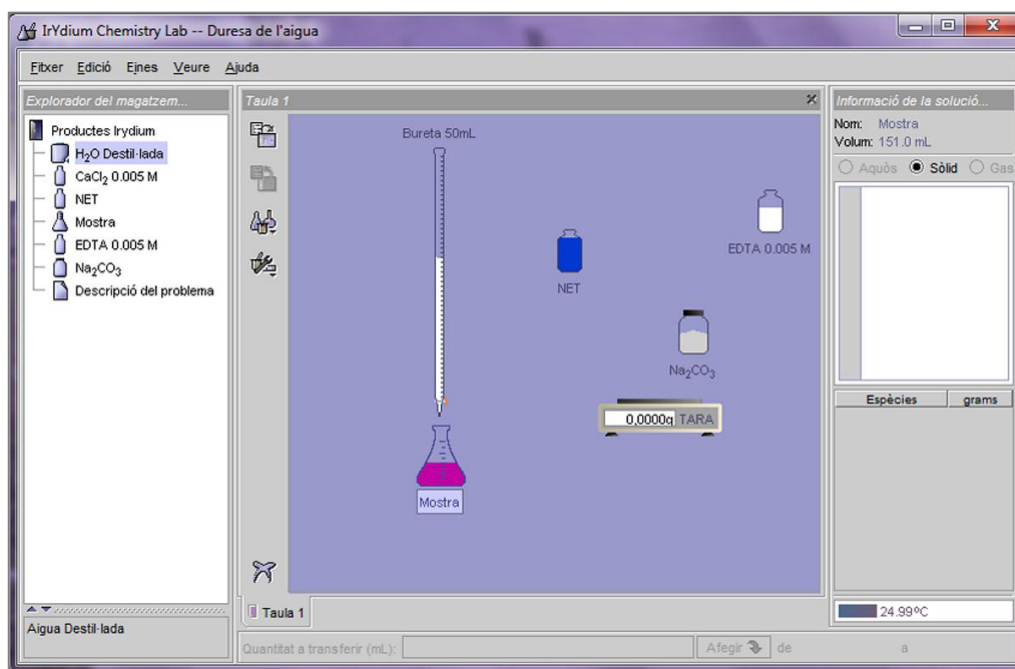 IrYdium Chemistry Lab -- Duresa de l'aigua
Fitxer Edició Eines Veure Ajuda
Explorador del magatzem...
Productes Irydium
H₂O Destil·lada
CaCl₂ 0.005 M
NET
Mostra
EDTA 0.005 M
Na₂CO₃
Descripció del problema
Aigua Destil·lada
Taula 1
Bureta 50mL
EDTA 0.005 M
NET
Na₂CO₃
0,0000g TARA
Mostra
Taula 1
Quantitat a transferir (mL): Afegir de a
Informació de la solució...
Nom: Mostra
Volum: 151.0 mL
Aquòs Sòlid Gas
Espècies grams
24.99ºC